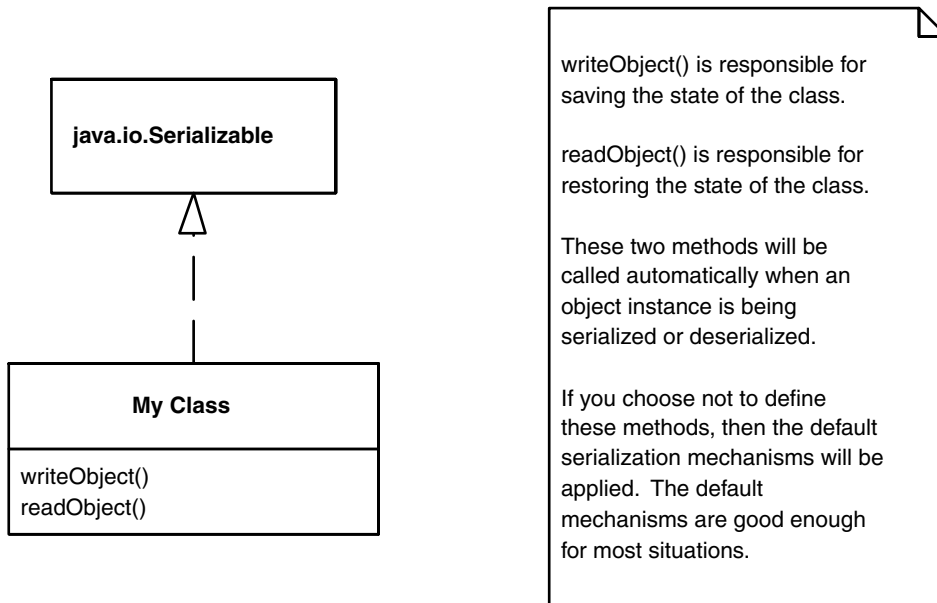 java.io.Serializable
My Class
writeObject()
readObject()
writeObject() is responsible for
saving the state of the class.
readObject() is responsible for
restoring the state of the class.
These two methods will be
called automatically when an
object instance is being
serialized or deserialized.
If you choose not to define
these methods, then the default
serialization mechanisms will be
applied. The default
mechanisms are good enough
for most situations.